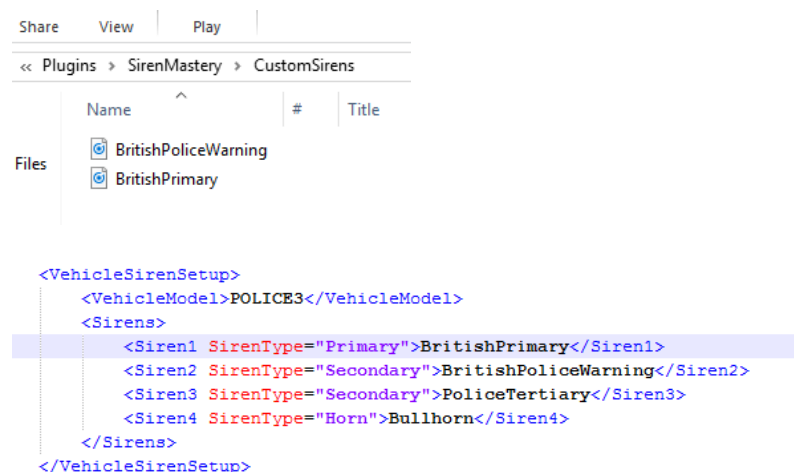 Share View Play
« Plugins > SirenMastery > CustomSirens
Name # Title
BritishPoliceWarning
Files
BritishPrimary
<VehicleSirenSetup>
<VehicleModel>POLICE3</VehicleModel>
<Sirens>
<Siren1 SirenType="Primary">BritishPrimary</Siren1>
<Siren2 SirenType="Secondary">BritishPoliceWarning</Siren2>
<Siren3 SirenType="Secondary">PoliceTertiary</Siren3>
<Siren4 SirenType="Horn">Bullhorn</Siren4>
</Sirens>
</VehicleSirenSetup>